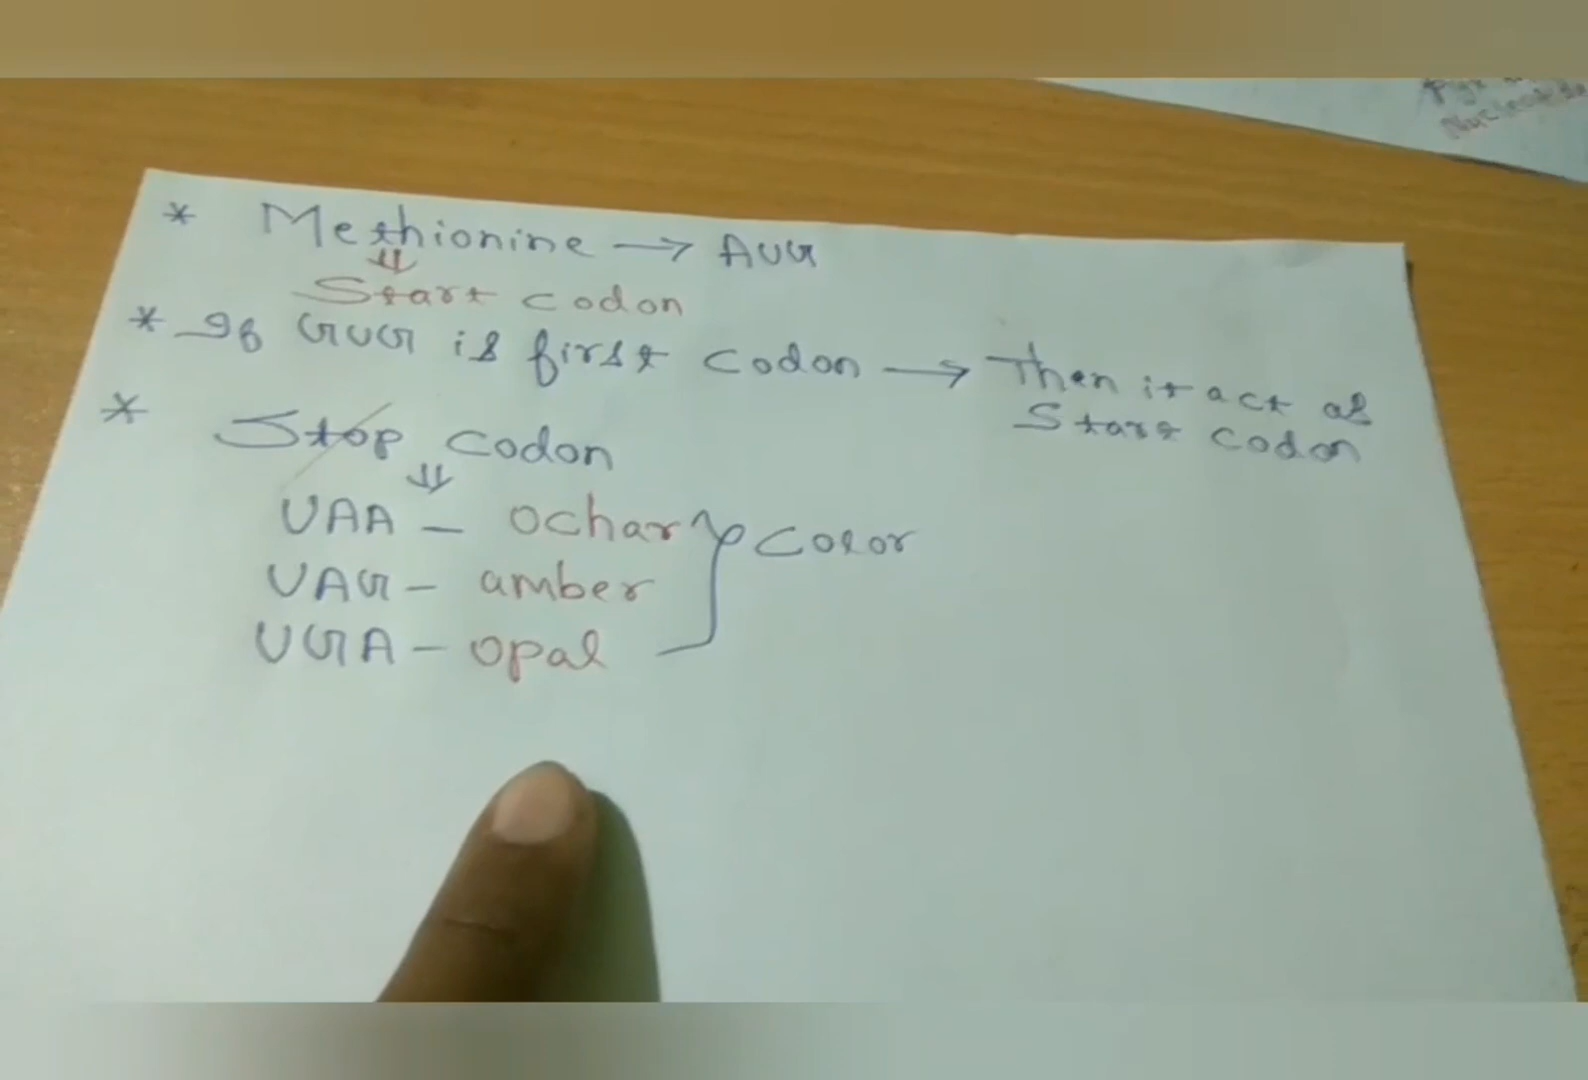 * Methionine → AUG
⇓
Start codon
* If GUG is first codon → Then it act as
Start codon
* Stop codon
⇓
UAA - Ochar } Color
UAG - amber
UGA - opal